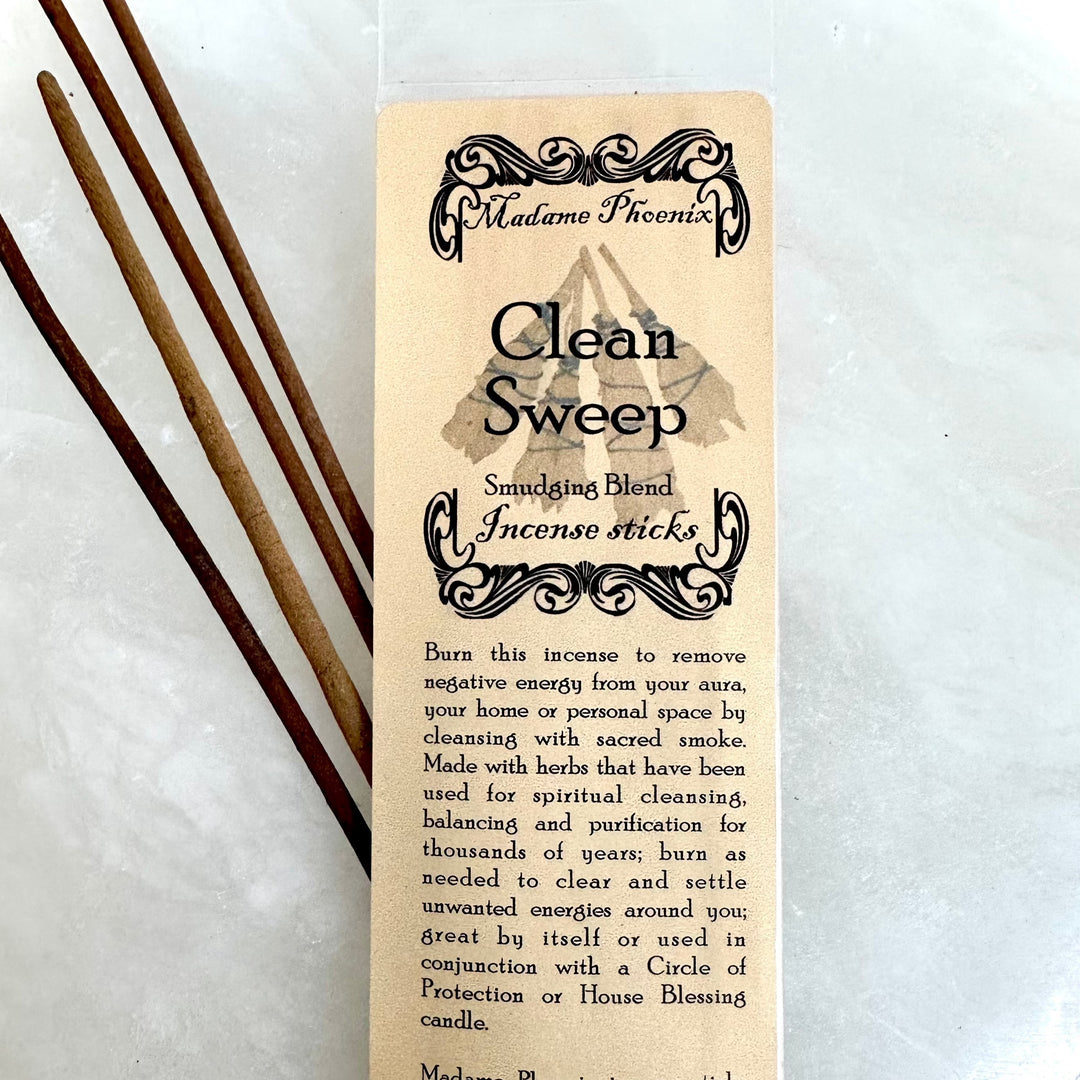 Madame Phoenix
Clean
Sweep
Smudging Blend
Incense sticks
Burn this incense to remove
negative energy from your aura,
your home or personal space by
cleansing with sacred smoke.
Made with herbs that have been
used for spiritual cleansing,
balancing and purification for
thousands of years; burn as
needed to clear and settle
unwanted energies around you;
great by itself or used in
conjunction with a Circle of
Protection or House Blessing
candle.
Madame